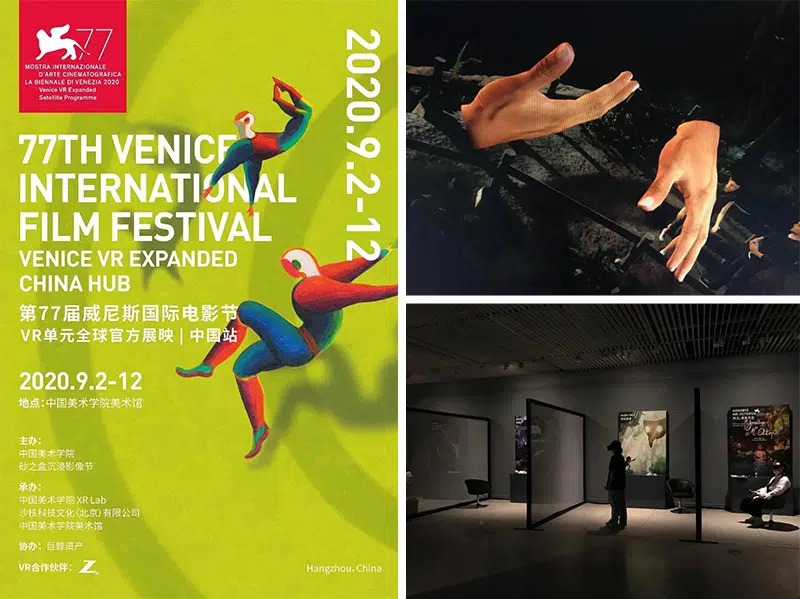 77
MOSTRA INTERNAZIONALE
D'ARTE CINEMATOGRAFICA
LA BIENNALE DI VENEZIA 2020
Venice VR Expanded
Satellite Programme
2020.9.2-12
77TH VENICE
INTERNATIONAL
FILM FESTIVAL
VENICE VR EXPANDED
CHINA HUB
第77届威尼斯国际电影节
VR单元全球官方展映 | 中国站
2020.9.2-12
地点：中国美术学院美术馆
主办：
中国美术学院
砂之盒沉浸影像节
承办：
中国美术学院XR Lab
沙核科技文化（北京）有限公司
中国美术学院美术馆
协办：巨鲸资产
VR合作伙伴：
Hangzhou, China
GOODBYE
MR. OCTOPUS